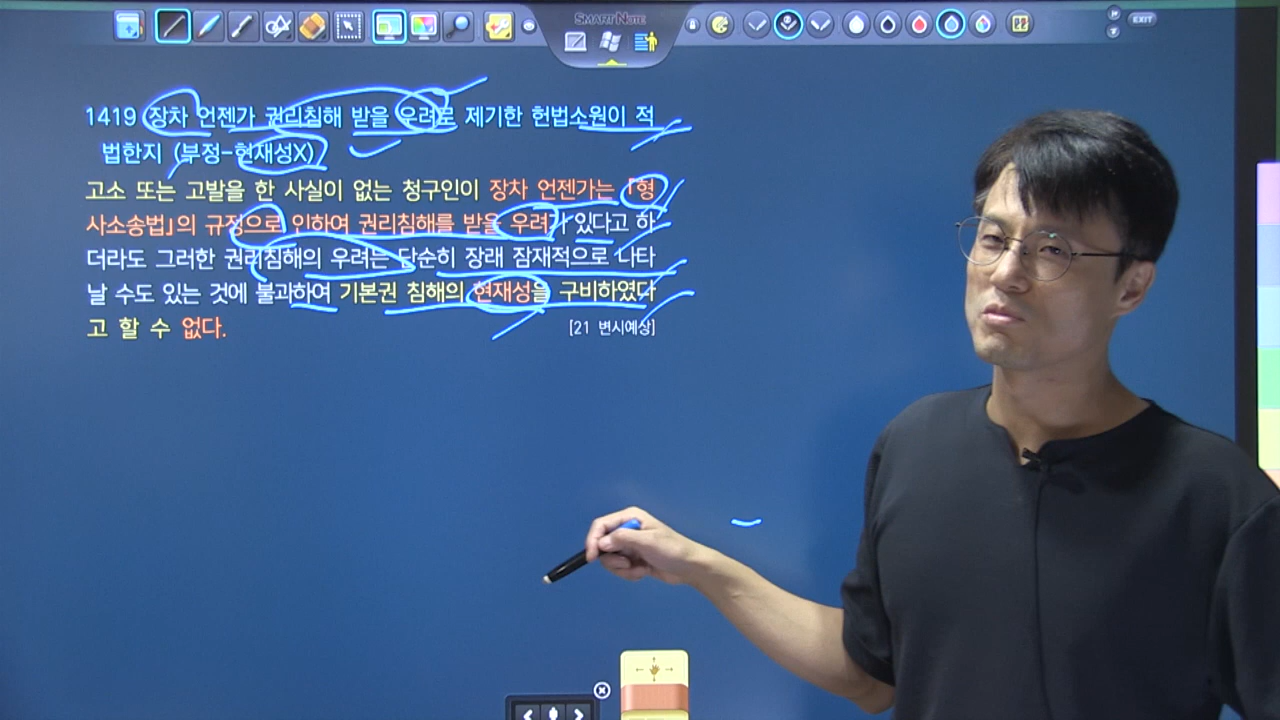 SMART NOTE
EXIT
1419 장차 언젠가 권리침해 받을 우려로 제기한 헌법소원이 적
법한지 (부정-현재성X)
고소 또는 고발을 한 사실이 없는 청구인이 장차 언젠가는 「형
사소송법」의 규정으로 인하여 권리침해를 받을 우려가 있다고 하
더라도 그러한 권리침해의 우려는 단순히 장래 잠재적으로 나타
날 수도 있는 것에 불과하여 기본권 침해의 현재성을 구비하였다
고 할 수 없다.
[21 변시예상]